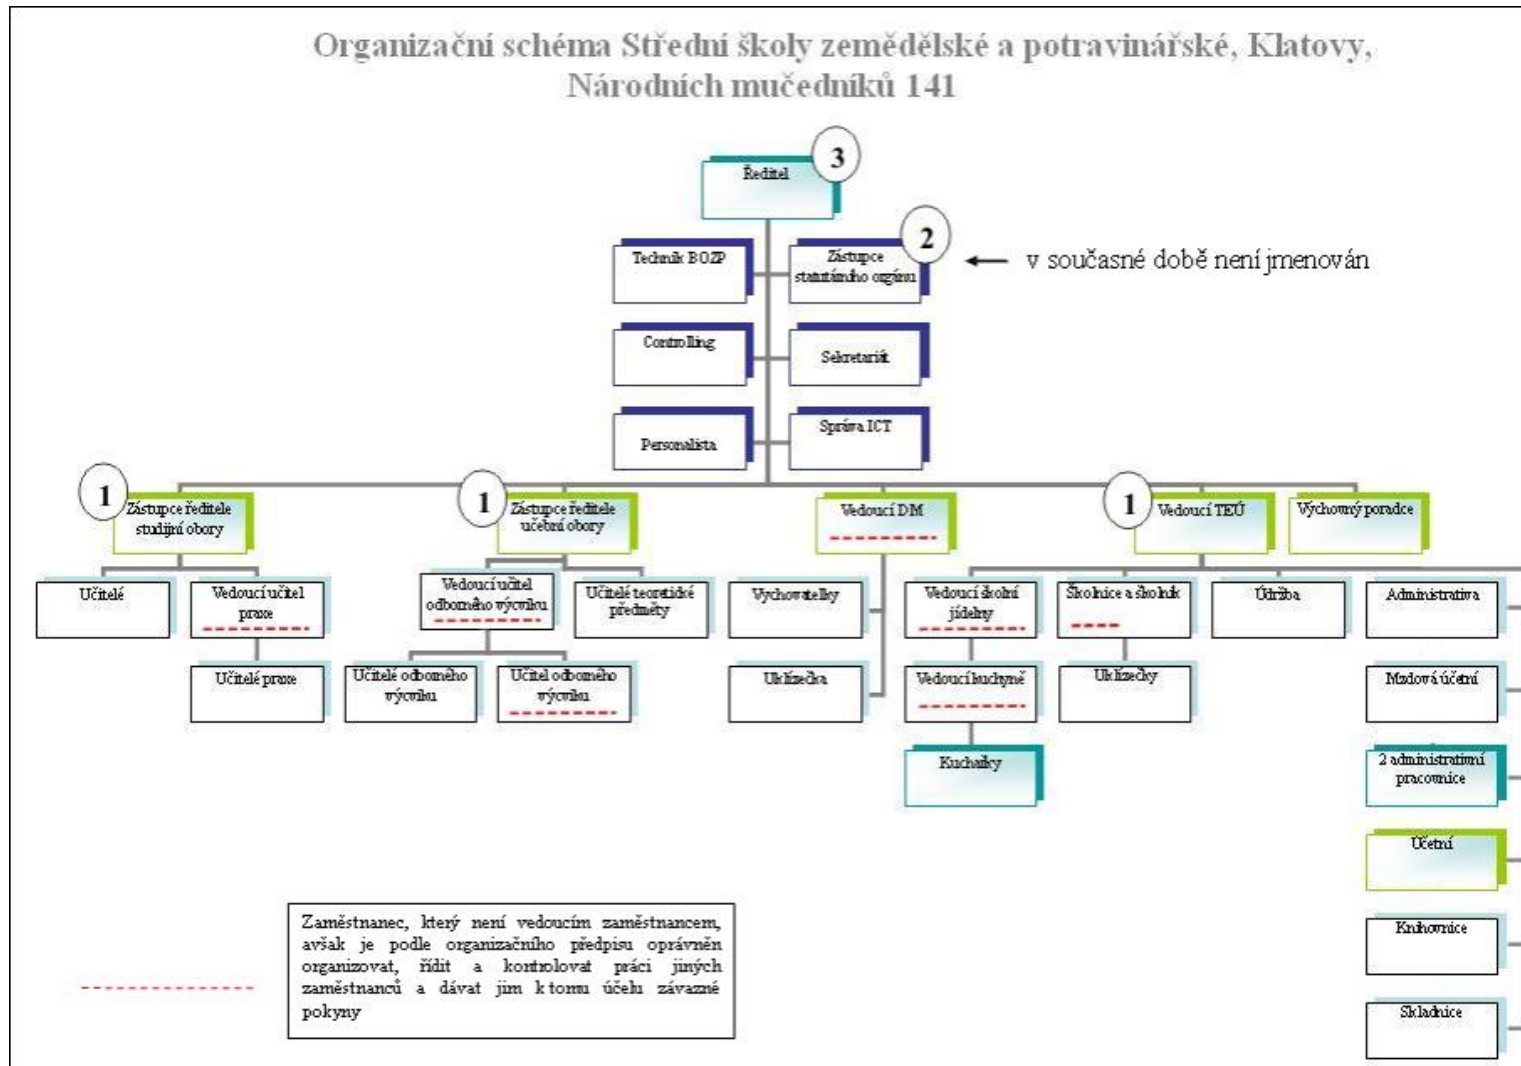 Organizační schéma Střední školy zemědělské a potravinářské, Klatovy,
Národních mučedníků 141
3
Ředitel
2
Technik BOZP
Zástupce
statutárního orgánu
v současné době není jmenován
Controlling
Sekretariát
Personalista
Správa ICT
1
Zástupce ředitele
studijní obory
1
Zástupce ředitele
učební obory
Vedoucí DM
1
Vedoucí TEÚ
Výchovný poradce
Učitelé
Vedoucí učitel
praxe
Vedoucí učitel
odborného výcviku
Učitelé teoretické
předměty
Vychovatelky
Vedoucí školní
jídelny
Školnice a školník
Údržba
Administrativa
Učitelé praxe
Učitelé odborného
výcviku
Učitel odborného
výcviku
Uklízečka
Vedoucí kuchyně
Uklízečky
Mzdová účetní
Kuchařky
2 administrativní
pracovnice
Účetní
Knihovnice
Skladnice
Zaměstnanec, který není vedoucím zaměstnancem,
avšak je podle organizačního předpisu oprávněn
organizovat, řídit a kontrolovat práci jiných
zaměstnanců a dávat jim k tomu účelu závazné
pokyny